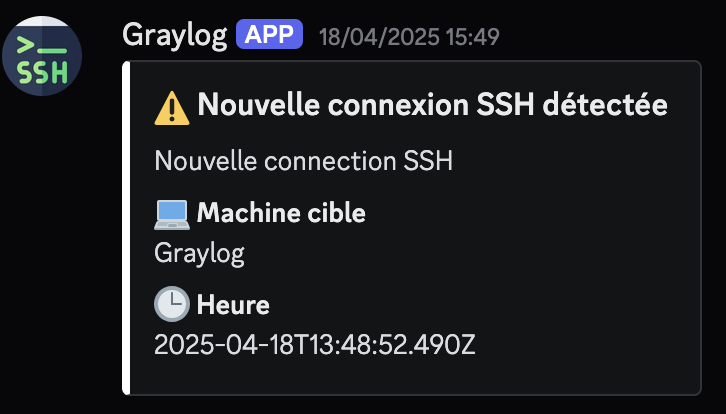 >_
SSH
Graylog APP 18/04/2025 15:49
Nouvelle connexion SSH détectée
Nouvelle connection SSH
Machine cible
Graylog
Heure
2025-04-18T13:48:52.490Z